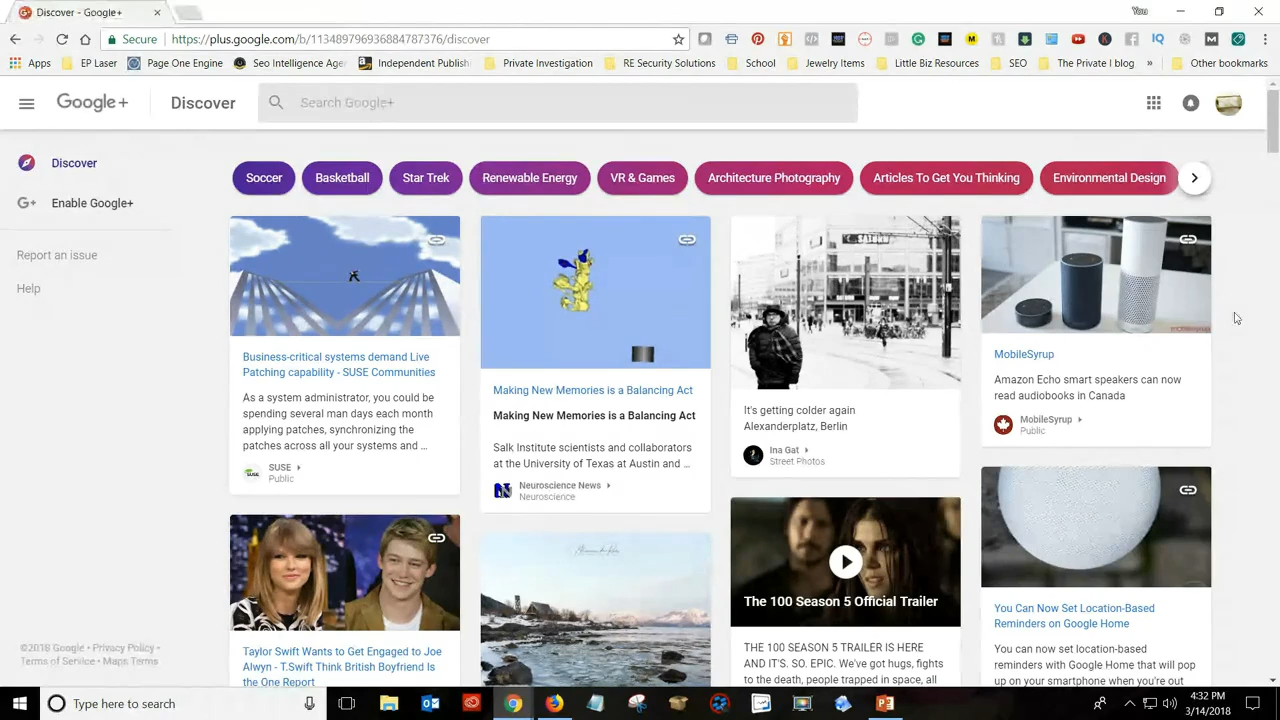 Discover - Google+
You
Secure
https://plus.google.com/b/113489796936884787376/discover
Apps
EP Laser
Page One Engine
Seo Intelligence Agen
Independent Publish
Private Investigation
RE Security Solutions
School
Jewelry Items
Little Biz Resources
SEO
The Private I blog
»
Other bookmarks
Google+
Discover
Search Google+
Discover
G+ Enable Google+
Report an issue
Help
Soccer
Basketball
Star Trek
Renewable Energy
VR & Games
Architecture Photography
Articles To Get You Thinking
Environmental Design
Business-critical systems demand Live
Patching capability - SUSE Communities
As a system administrator, you could be
spending several man days each month
applying patches, synchronizing the
patches across all your systems and ...
SUSE
Public
Taylor Swift Wants to Get Engaged to Joe
Alwyn - T.Swift Think British Boyfriend Is
the One Report
Making New Memories is a Balancing Act
Making New Memories is a Balancing Act
Salk Institute scientists and collaborators
at the University of Texas at Austin and ...
Neuroscience News
Neuroscience
It's getting colder again
Alexanderplatz, Berlin
Ina Gat
Street Photos
The 100 Season 5 Official Trailer
THE 100 SEASON 5 TRAILER IS HERE
AND IT'S. SO. EPIC. We've got hugs, fights
to the death, people trapped in space, all
MobileSyrup
Amazon Echo smart speakers can now
read audiobooks in Canada
MobileSyrup
Public
You Can Now Set Location-Based
Reminders on Google Home
You can now set location-based
reminders with Google Home that will pop
up on your smartphone when you're out
©2018 Google • Privacy Policy •
Terms of Service • Maps Terms
Type here to search
4:32 PM
3/14/2018